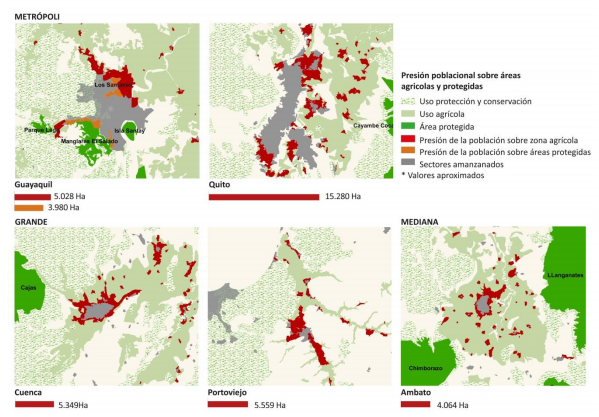 METRÓPOLI
Los Samanes
Parque Lago
Isla Santay
Manglares El Salado
Cayambe Coca
Presión poblacional sobre áreas
agricolas y protegidas
Uso protección y conservación
Uso agrícola
Área protegida
Presión de la población sobre zona agrícola
Presión de la población sobre áreas protegidas
Sectores amanzanados
* Valores aproximados
Guayaquil
5.028 Ha
3.980 Ha
Quito
15.280 Ha
GRANDE
MEDIANA
Cajas
LLanganates
Chimborazo
Cuenca
5.349Ha
Portoviejo
5.559 Ha
Ambato
4.064 Ha